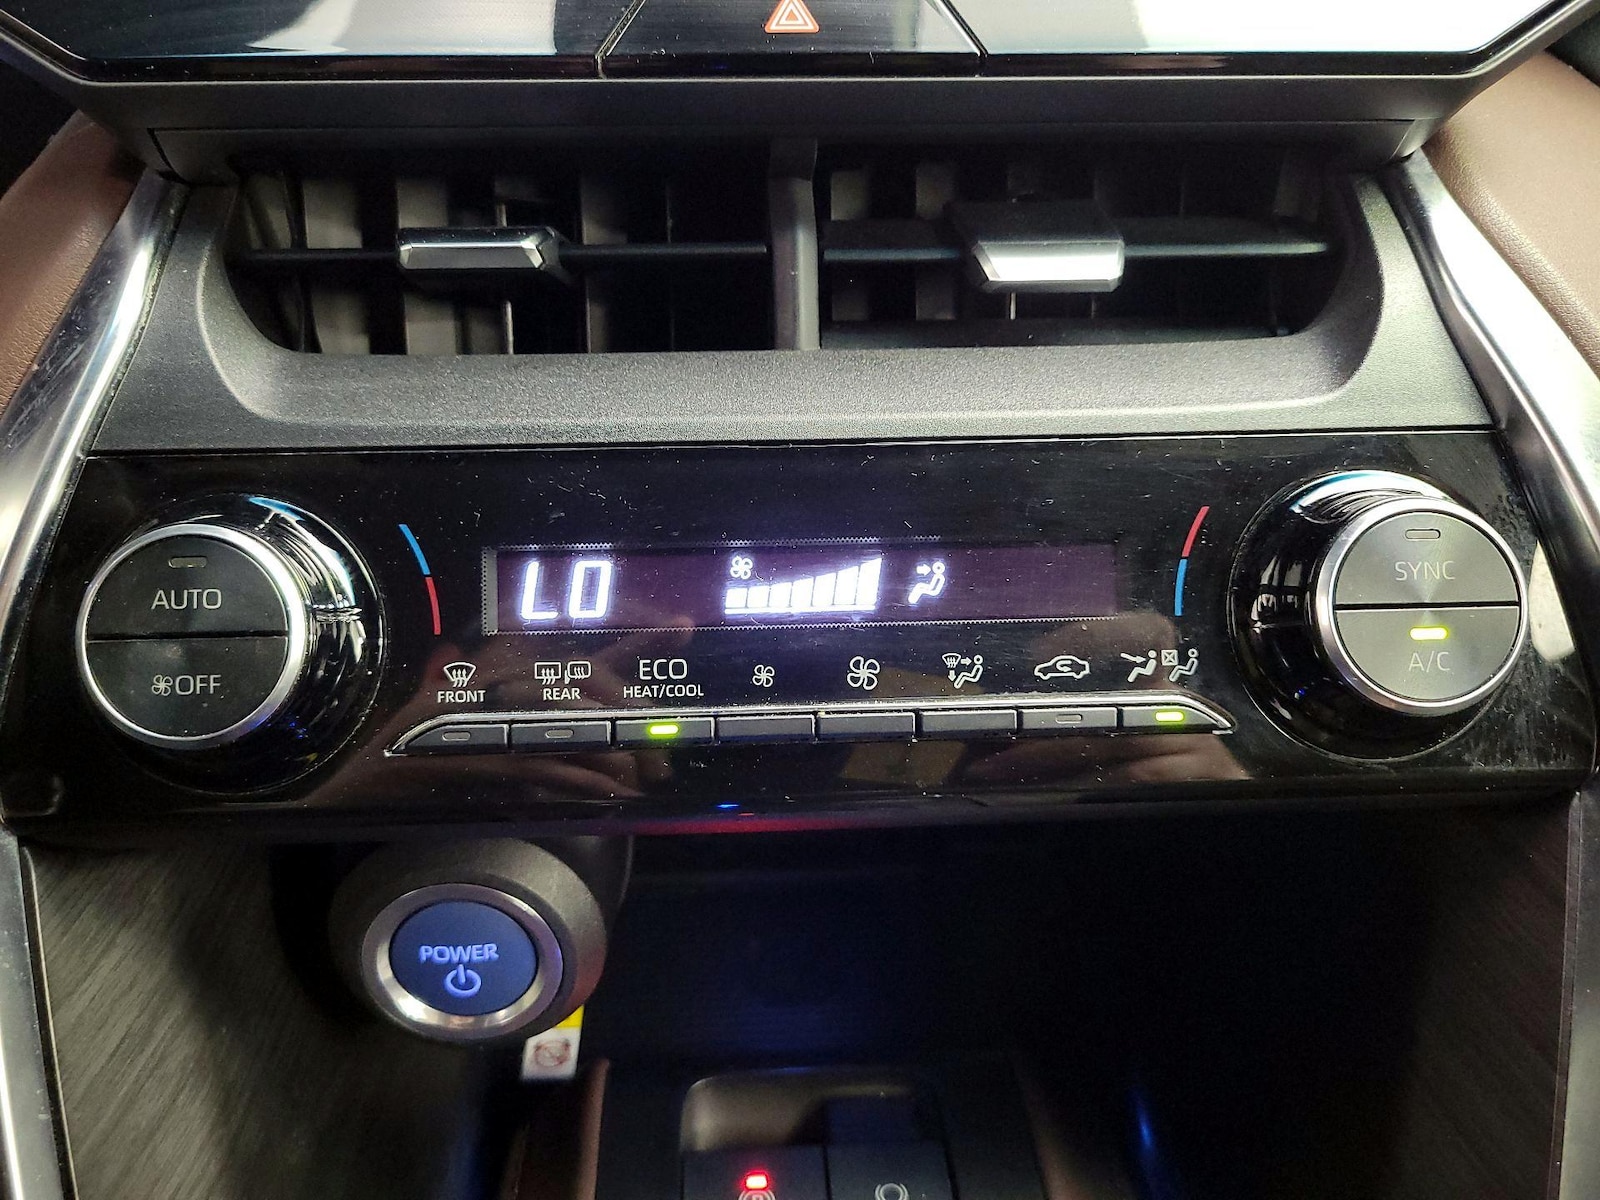 AUTO
OFF
LO
SYNC
A/C
FRONT
REAR
ECO
HEAT/COOL
POWER